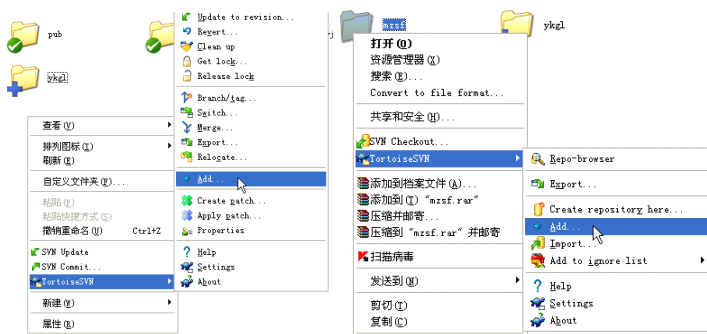 pub
ykgl
查看(V)
排列图标(I)
刷新(E)
自定义文件夹(F)...
粘贴(P)
粘贴快捷方式(S)
撤销重命名(U) Ctrl+Z
SVN Update
SVN Commit...
TortoiseSVN
新建(W)
属性(R)
Update to revision...
Revert...
Clean up
Get lock...
Release lock
Branch/tag...
Switch...
Merge...
Export...
Relocate...
Add...
Create patch...
Apply patch...
Properties
Help
Settings
About
mzsf
ykgl
打开(O)
资源管理器(X)
搜索(E)...
Convert to file format...
共享和安全(H)...
SVN Checkout...
TortoiseSVN
添加到档案文件(A)...
添加到(T) "mzsf.rar"
压缩并邮寄...
压缩到 "mzsf.rar" 并邮寄
扫描病毒
发送到(N)
剪切(T)
复制(C)
Repo-browser
Export...
Create repository here...
Add...
Import...
Add to ignore list
Help
Settings
About